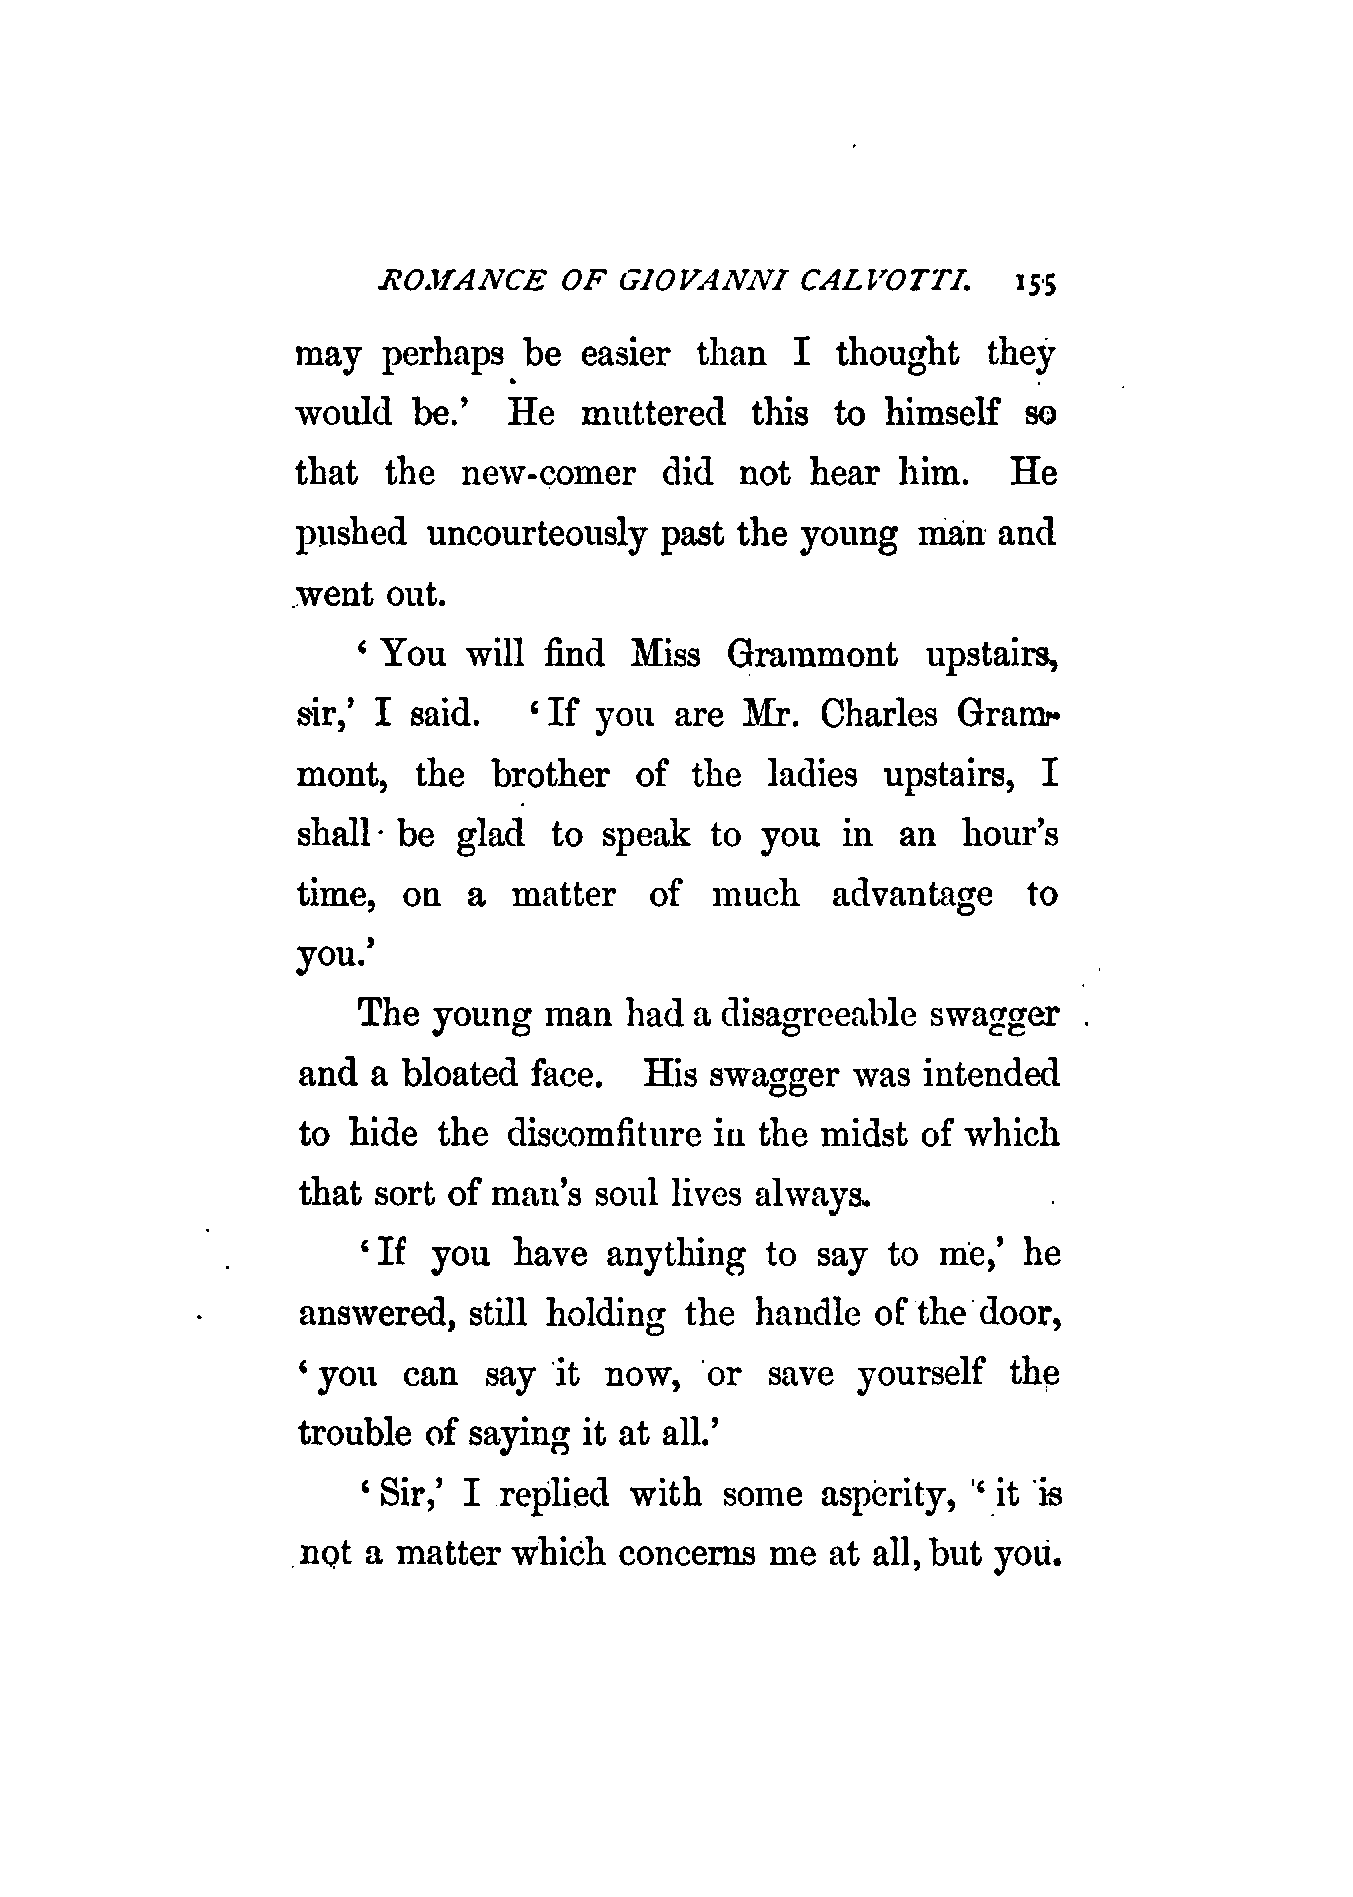 ROMANCE OF GIOVANNI CALVOTTI. 155
may perhaps be easier than I thought they
would be.’ He muttered this to himself so
that the new-comer did not hear him. He
pushed uncourteously past the young man and
went out.
‘You will find Miss Grammont upstairs,
sir,’ I said. ‘If you are Mr. Charles Gram-
mont, the brother of the ladies upstairs, I
shall be glad to speak to you in an hour’s
time, on a matter of much advantage to
you.’
The young man had a disagreeable swagger
and a bloated face. His swagger was intended
to hide the discomfiture in the midst of which
that sort of man’s soul lives always.
‘If you have anything to say to me,’ he
answered, still holding the handle of the door,
‘you can say it now, or save yourself the
trouble of saying it at all.’
‘Sir,’ I replied with some asperity, ‘it is
not a matter which concerns me at all, but you.